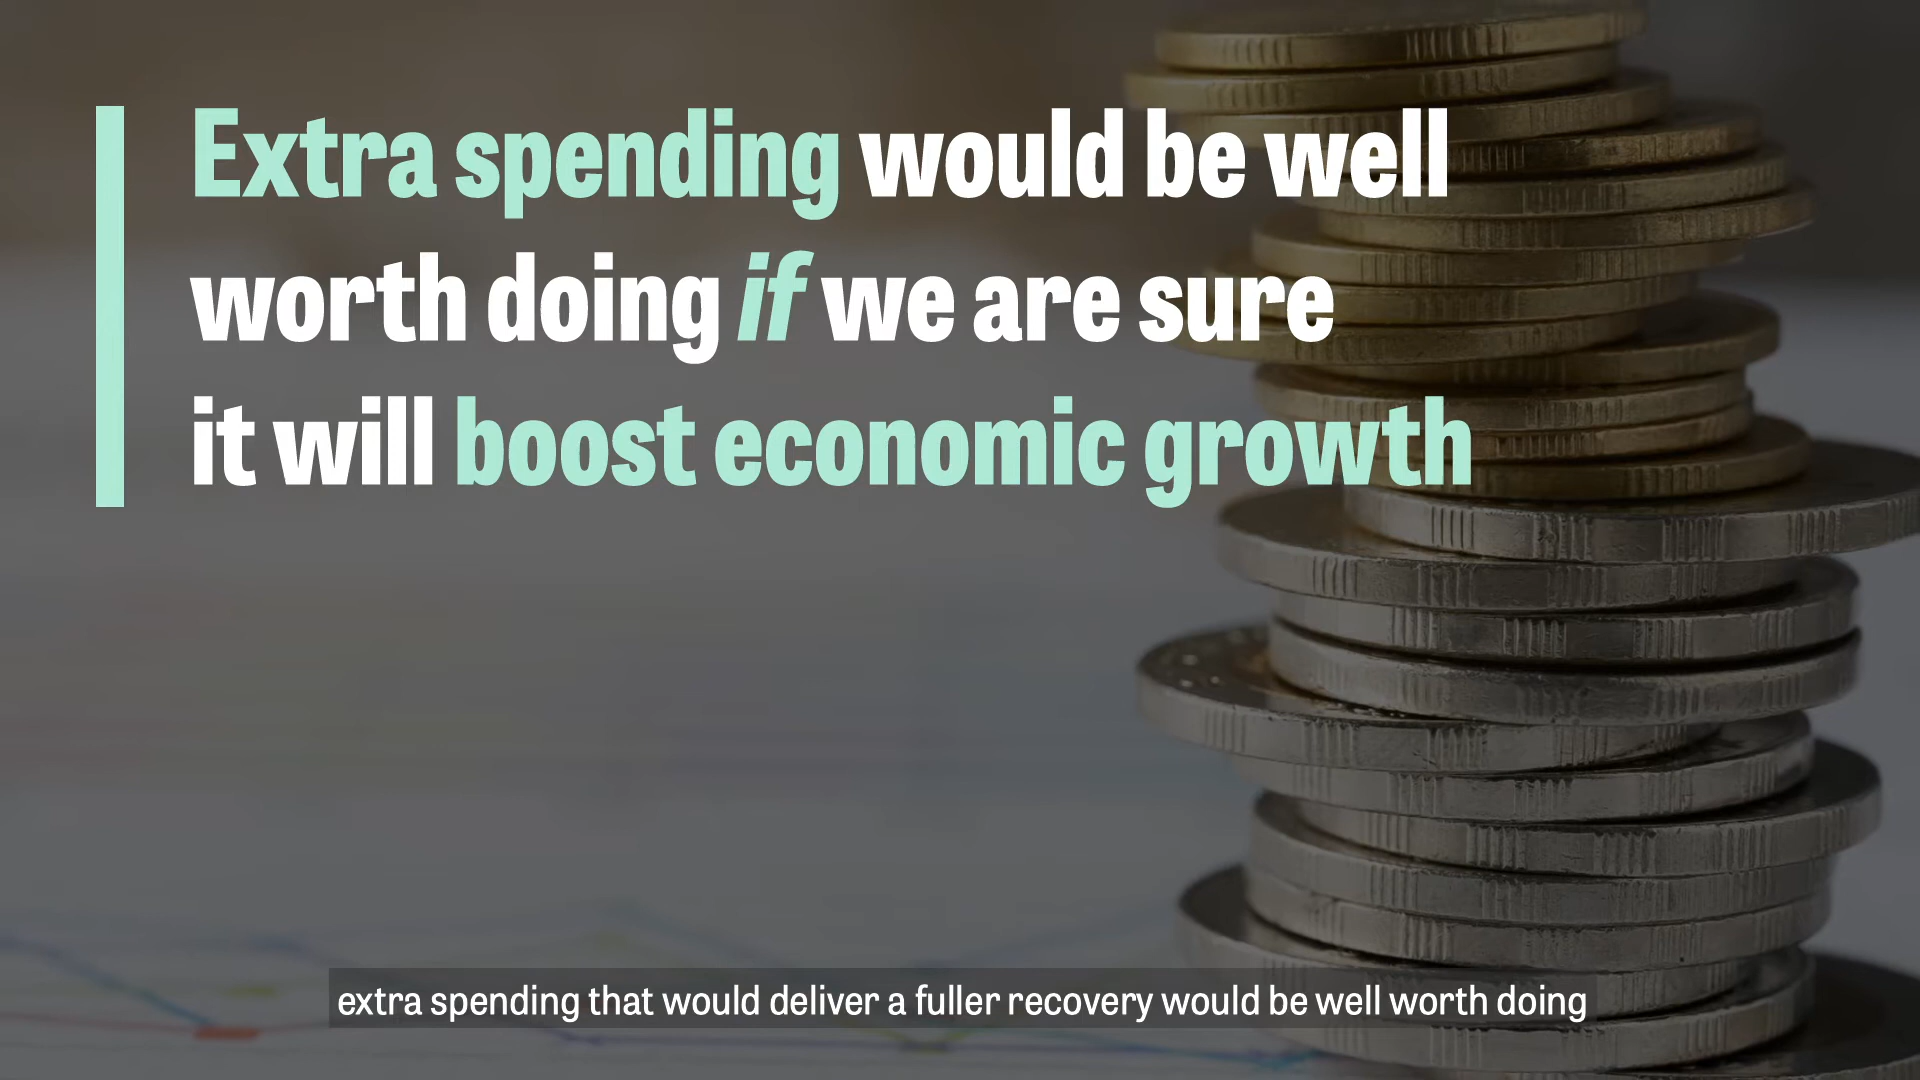 Extra spending would be well
worth doing if we are sure
it will boost economic growth
extra spending that would deliver a fuller recovery would be well worth doing